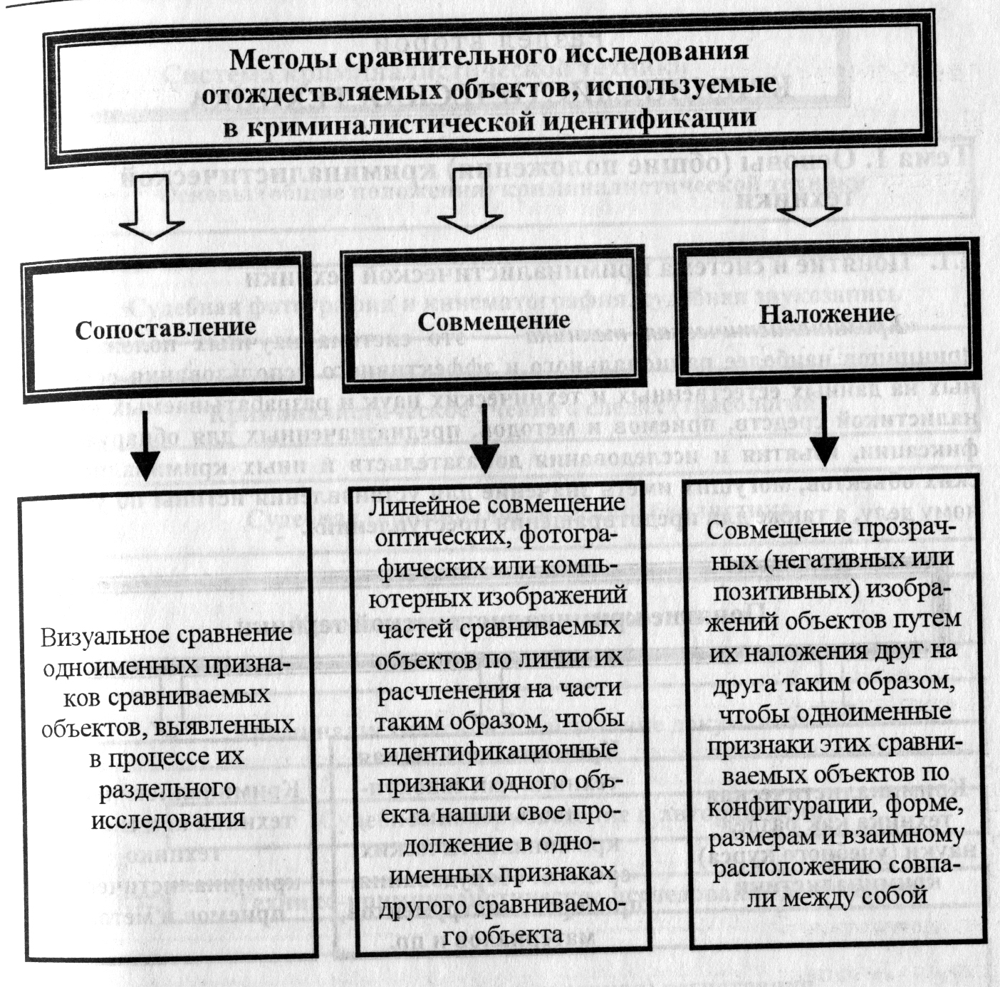 Методы сравнительного исследования
отождествляемых объектов, используемые
в криминалистической идентификации
Сопоставление
Совмещение
Наложение
Визуальное сравнение
одноименных призна-
ков сравниваемых
объектов, выявленных
в процессе их
раздельного
исследования
Линейное совмещение
оптических, фотогра-
фических или компь-
ютерных изображений
частей сравниваемых
объектов по линии их
расчленения на части
таким образом, чтобы
идентификационные
признаки одного объ-
екта нашли свое про-
должение в одно-
именных признаках
другого сравниваемо-
го объекта
Совмещение прозрач-
ных (негативных или
позитивных) изобра-
жений объектов путем
их наложения друг на
друга таким образом,
чтобы одноименные
признаки этих сравни-
ваемых объектов по
конфигурации, форме,
размерам и взаимному
расположению совпа-
ли между собой